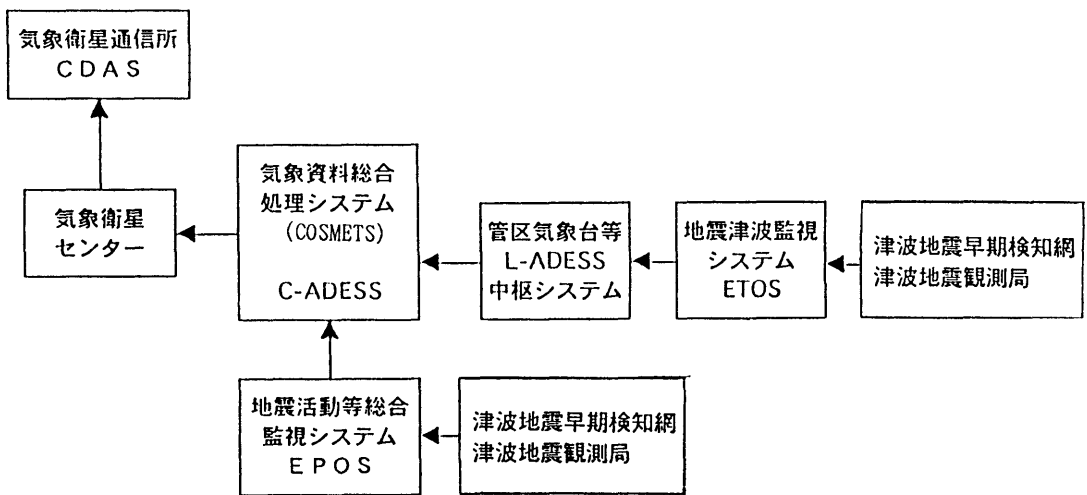 気象衛星通信所
ＣＤＡＳ
気象衛星
センター
気象資料総合
処理システム
(COSMETS)
C-ADESS
管区気象台等
L-ADESS
中枢システム
地震津波監視
システム
ETOS
津波地震早期検知網
津波地震観測局
地震活動等総合
監視システム
ＥＰＯＳ
津波地震早期検知網
津波地震観測局